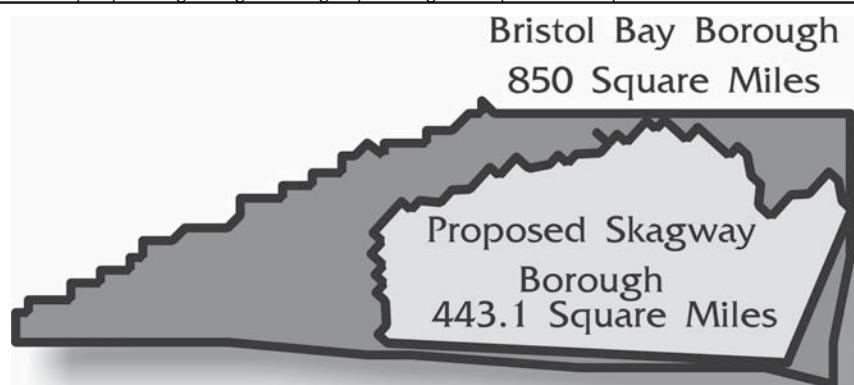 Bristol Bay Borough
850 Square Miles
Proposed Skagway
Borough
443.1 Square Miles